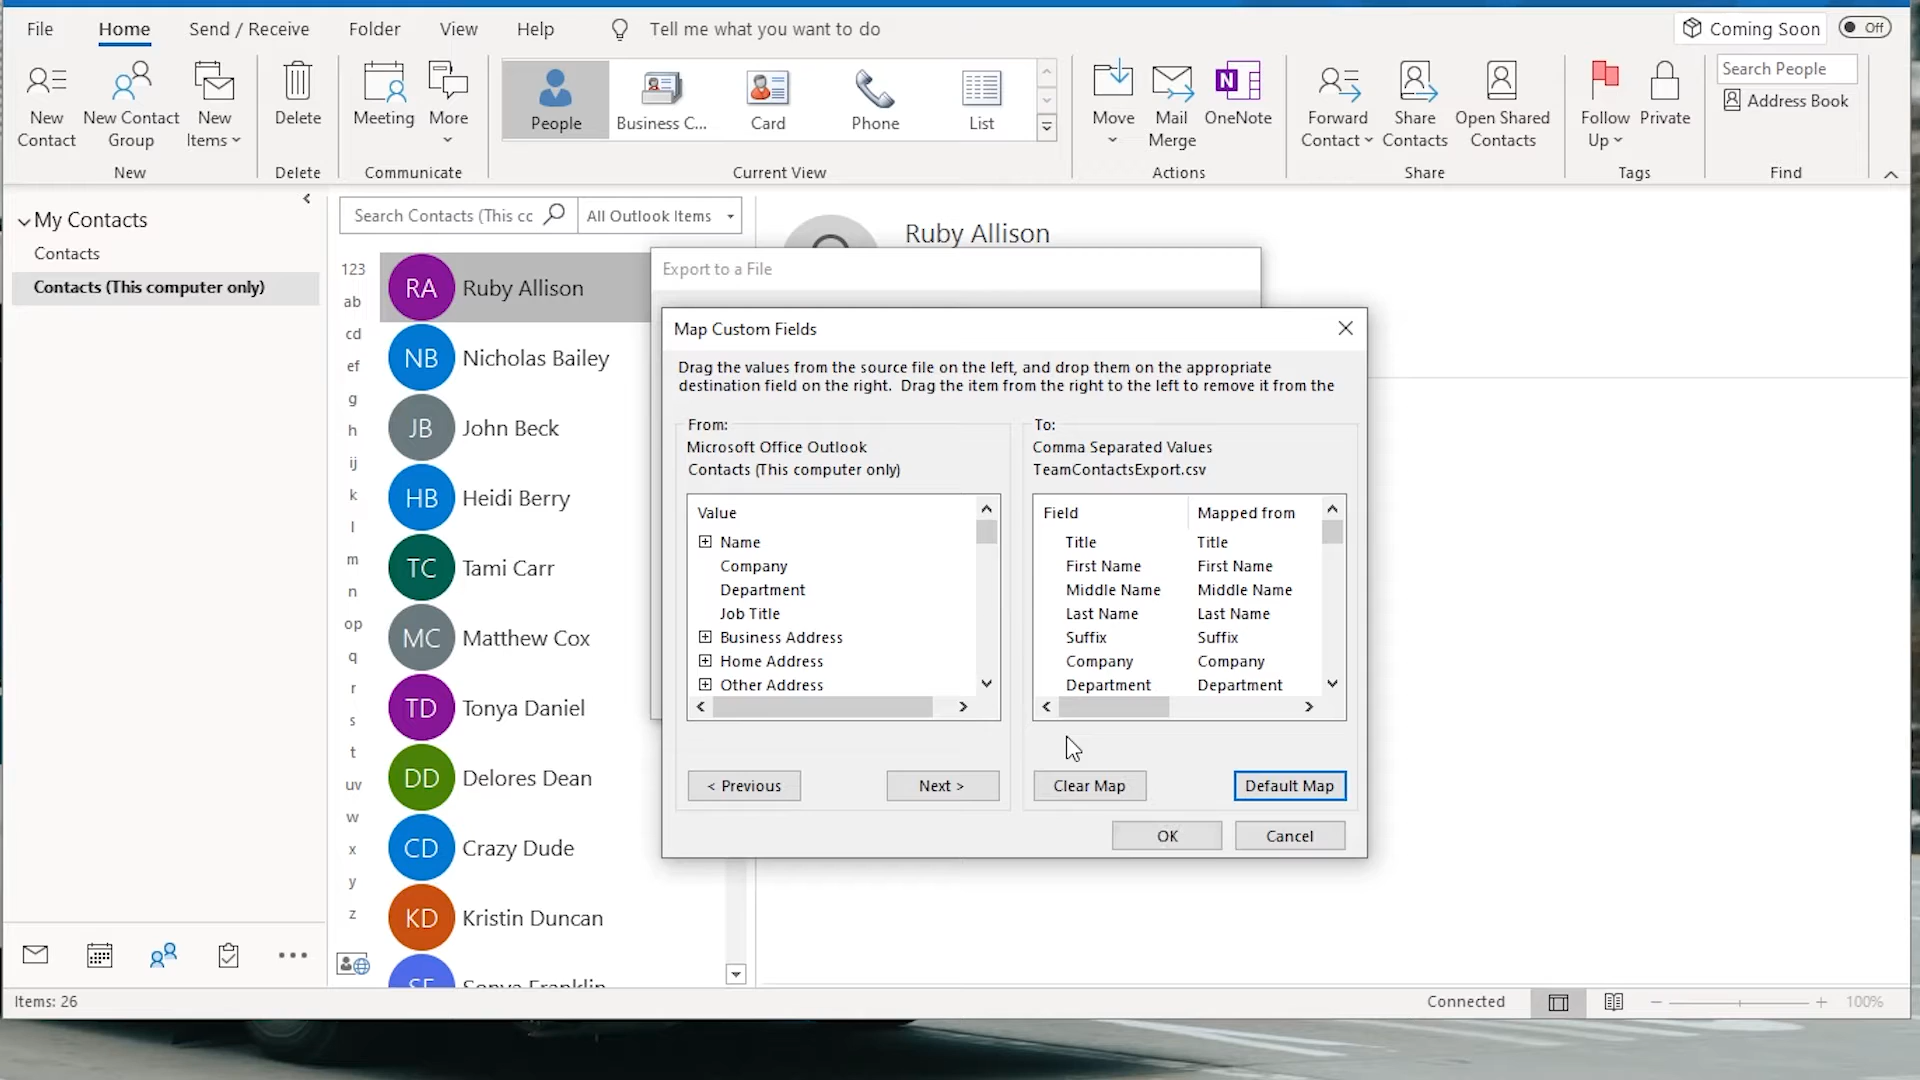 File Home Send / Receive Folder View Help Tell me what you want to do Coming Soon Off
New Contact
New Contact Group
New Items
New
Delete
Delete
Meeting
More
Communicate
People
Business C...
Card
Phone
List
Current View
Move
Mail Merge
OneNote
Actions
Forward Contact
Share Contacts
Open Shared Contacts
Share
Follow Up
Private
Tags
Search People
Address Book
Find
My Contacts
Contacts
Contacts (This computer only)
Search Contacts (This cc
All Outlook Items
123
ab
cd
ef
g
h
ij
k
l
m
n
op
q
r
s
t
uv
w
x
y
z
RA Ruby Allison
NB Nicholas Bailey
JB John Beck
HB Heidi Berry
TC Tami Carr
MC Matthew Cox
TD Tonya Daniel
DD Delores Dean
CD Crazy Dude
KD Kristin Duncan
SF Sonya Franklin
Ruby Allison
Export to a File
Map Custom Fields
Drag the values from the source file on the left, and drop them on the appropriate
destination field on the right. Drag the item from the right to the left to remove it from the
From:
Microsoft Office Outlook
Contacts (This computer only)
Value
Name
Company
Department
Job Title
Business Address
Home Address
Other Address
< Previous
Next >
To:
Comma Separated Values
TeamContactsExport.csv
Field Mapped from
Title Title
First Name First Name
Middle Name Middle Name
Last Name Last Name
Suffix Suffix
Company Company
Department Department
Clear Map
Default Map
OK
Cancel
Items: 26
Connected
100%